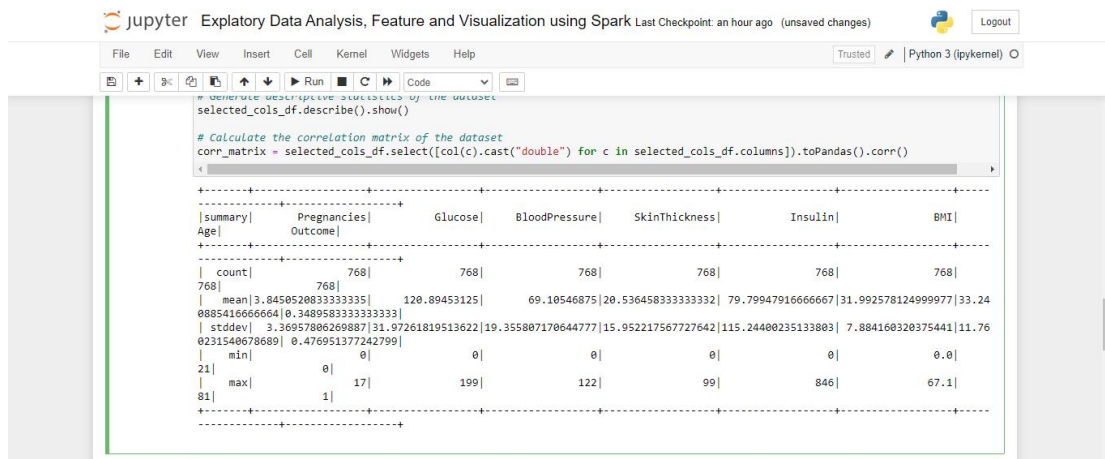 jupyter Explatory Data Analysis, Feature and Visualization using Spark Last Checkpoint: an hour ago (unsaved changes) Logout
File Edit View Insert Cell Kernel Widgets Help Trusted Python 3 (ipykernel)
Run Code
# Generate descriptive statistics of the dataset
selected_cols_df.describe().show()
# Calculate the correlation matrix of the dataset
corr_matrix = selected_cols_df.select([col(c).cast("double") for c in selected_cols_df.columns]).toPandas().corr()
+-------+------------------+-----------------+------------------+------------------+------------------+------------------+-----
-------------+------------------+
|summary|       Pregnancies|          Glucose|     BloodPressure|     SkinThickness|           Insulin|               BMI|
Age|          Outcome|
+-------+------------------+-----------------+------------------+------------------+------------------+------------------+-----
-------------+------------------+
|  count|               768|              768|               768|               768|               768|               768|
768|              768|
|   mean|3.8450520833333335|     120.89453125|       69.10546875|20.536458333333332| 79.79947916666667|31.992578124999977|33.24
0885416666664|0.3489583333333333|
| stddev|  3.36957806269887|31.97261819513622|19.355807170644777|15.952217567727642|115.24400235133803| 7.884160320375441|11.76
0231540678689| 0.476951377242799|
|    min|                 0|                0|                 0|                 0|                 0|               0.0|
21|                0|
|    max|                17|              199|               122|                99|               846|              67.1|
81|                1|
+-------+------------------+-----------------+------------------+------------------+------------------+------------------+-----
-------------+------------------+